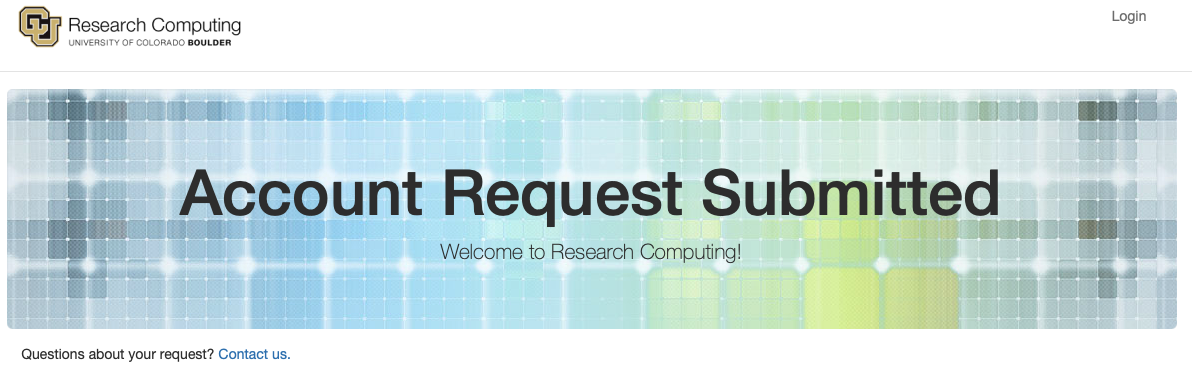 CU
Research Computing
UNIVERSITY OF COLORADO BOULDER
Login
Account Request Submitted
Welcome to Research Computing!
Questions about your request? Contact us.